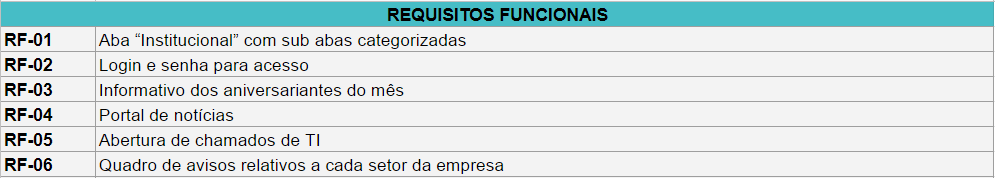 REQUISITOS FUNCIONAIS
RF-01 Aba “Institucional” com sub abas categorizadas
RF-02 Login e senha para acesso
RF-03 Informativo dos aniversariantes do mês
RF-04 Portal de notícias
RF-05 Abertura de chamados de TI
RF-06 Quadro de avisos relativos a cada setor da empresa